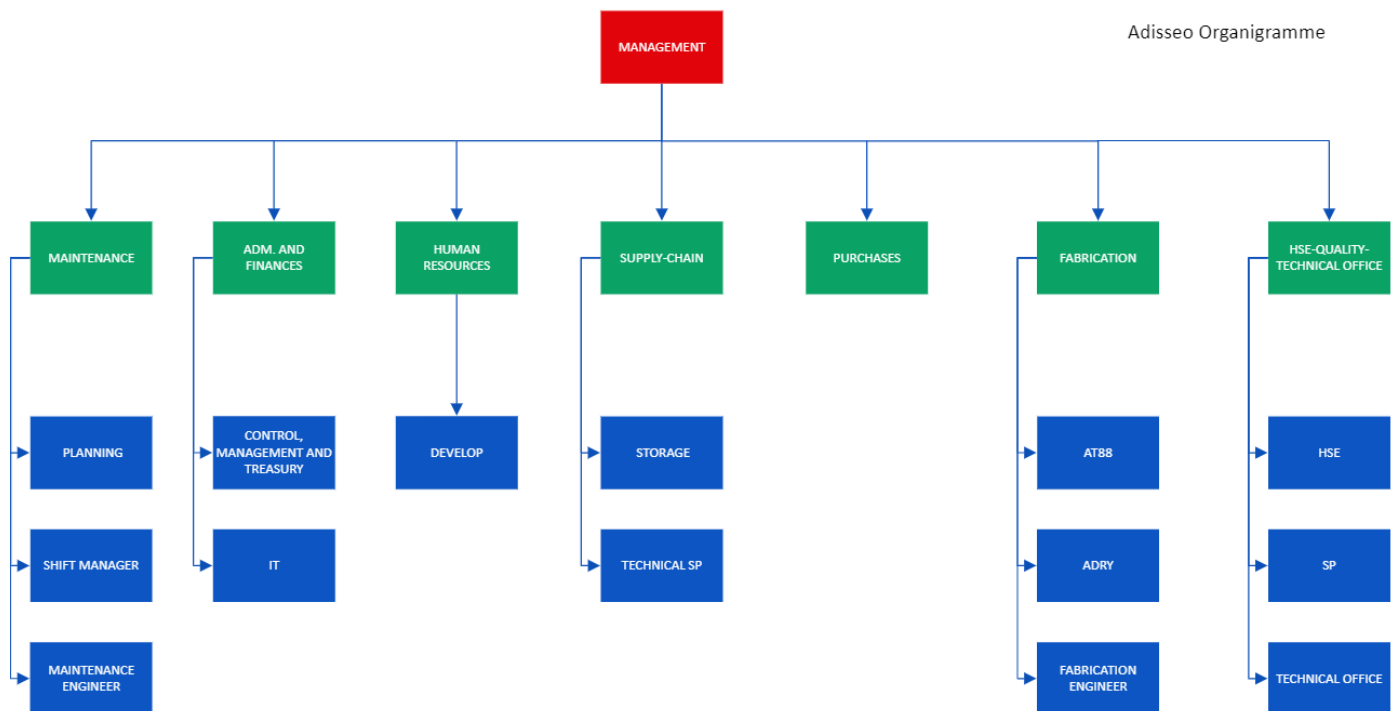 Adisseo Organigramme
MANAGEMENT
MAINTENANCE
ADM. AND
FINANCES
HUMAN
RESOURCES
SUPPLY-CHAIN
PURCHASES
FABRICATION
HSE-QUALITY-
TECHNICAL OFFICE
PLANNING
CONTROL,
MANAGEMENT AND
TREASURY
DEVELOP
STORAGE
AT88
HSE
SHIFT MANAGER
IT
TECHNICAL SP
ADRY
SP
MAINTENANCE
ENGINEER
FABRICATION
ENGINEER
TECHNICAL OFFICE